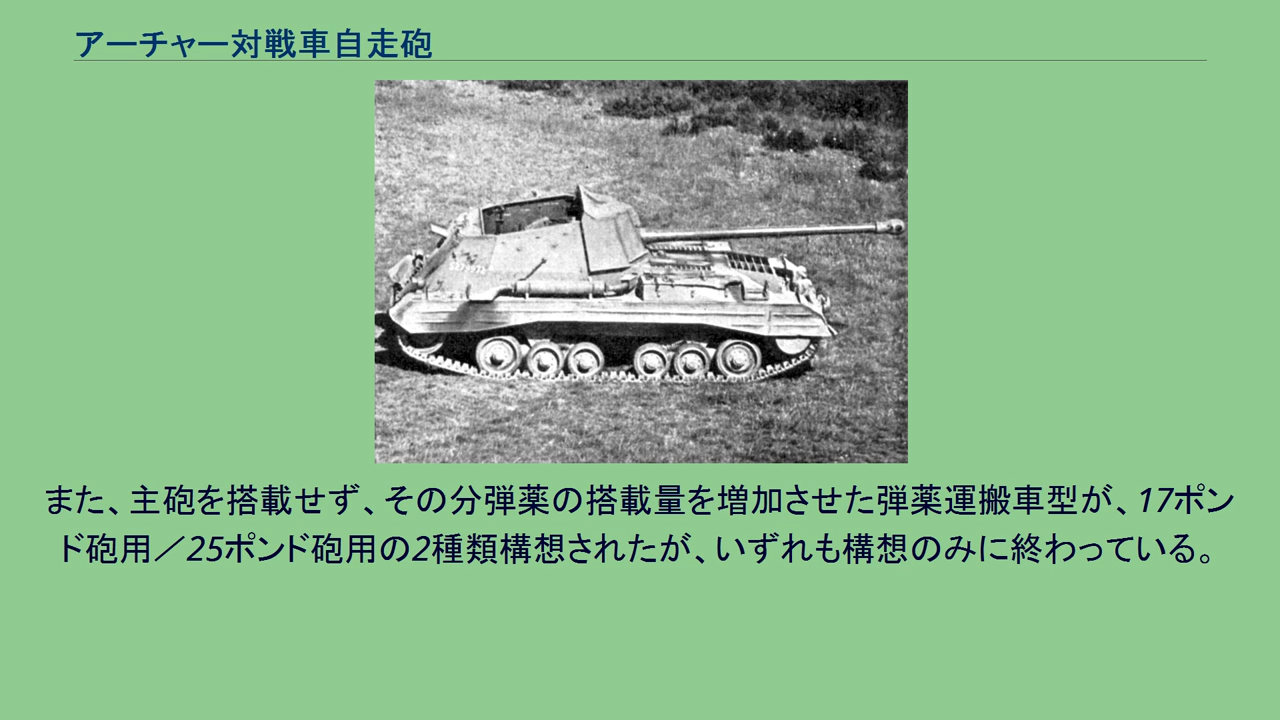 アーチャー対戦車自走砲
また、主砲を搭載せず、その分弾薬の搭載量を増加させた弾薬運搬車型が、17ポン
ド砲用／25ポンド砲用の2種類構想されたが、いずれも構想のみに終わっている。